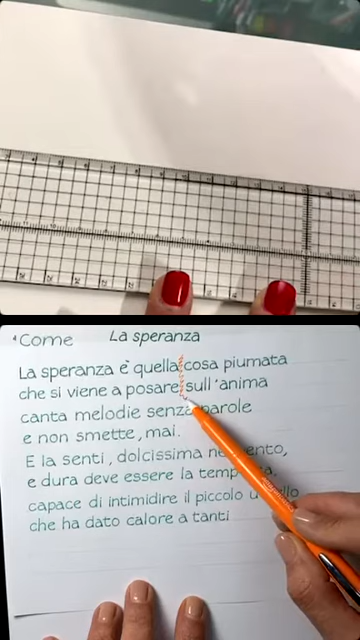 Come La speranza
La speranza è quella cosa piumata
che si viene a posare sull'anima
canta melodie senza parole
e non smette, mai.
E la senti, dolcissima
e dura deve essere la
capace di intimidire il piccolo
che ha dato calore a tanti